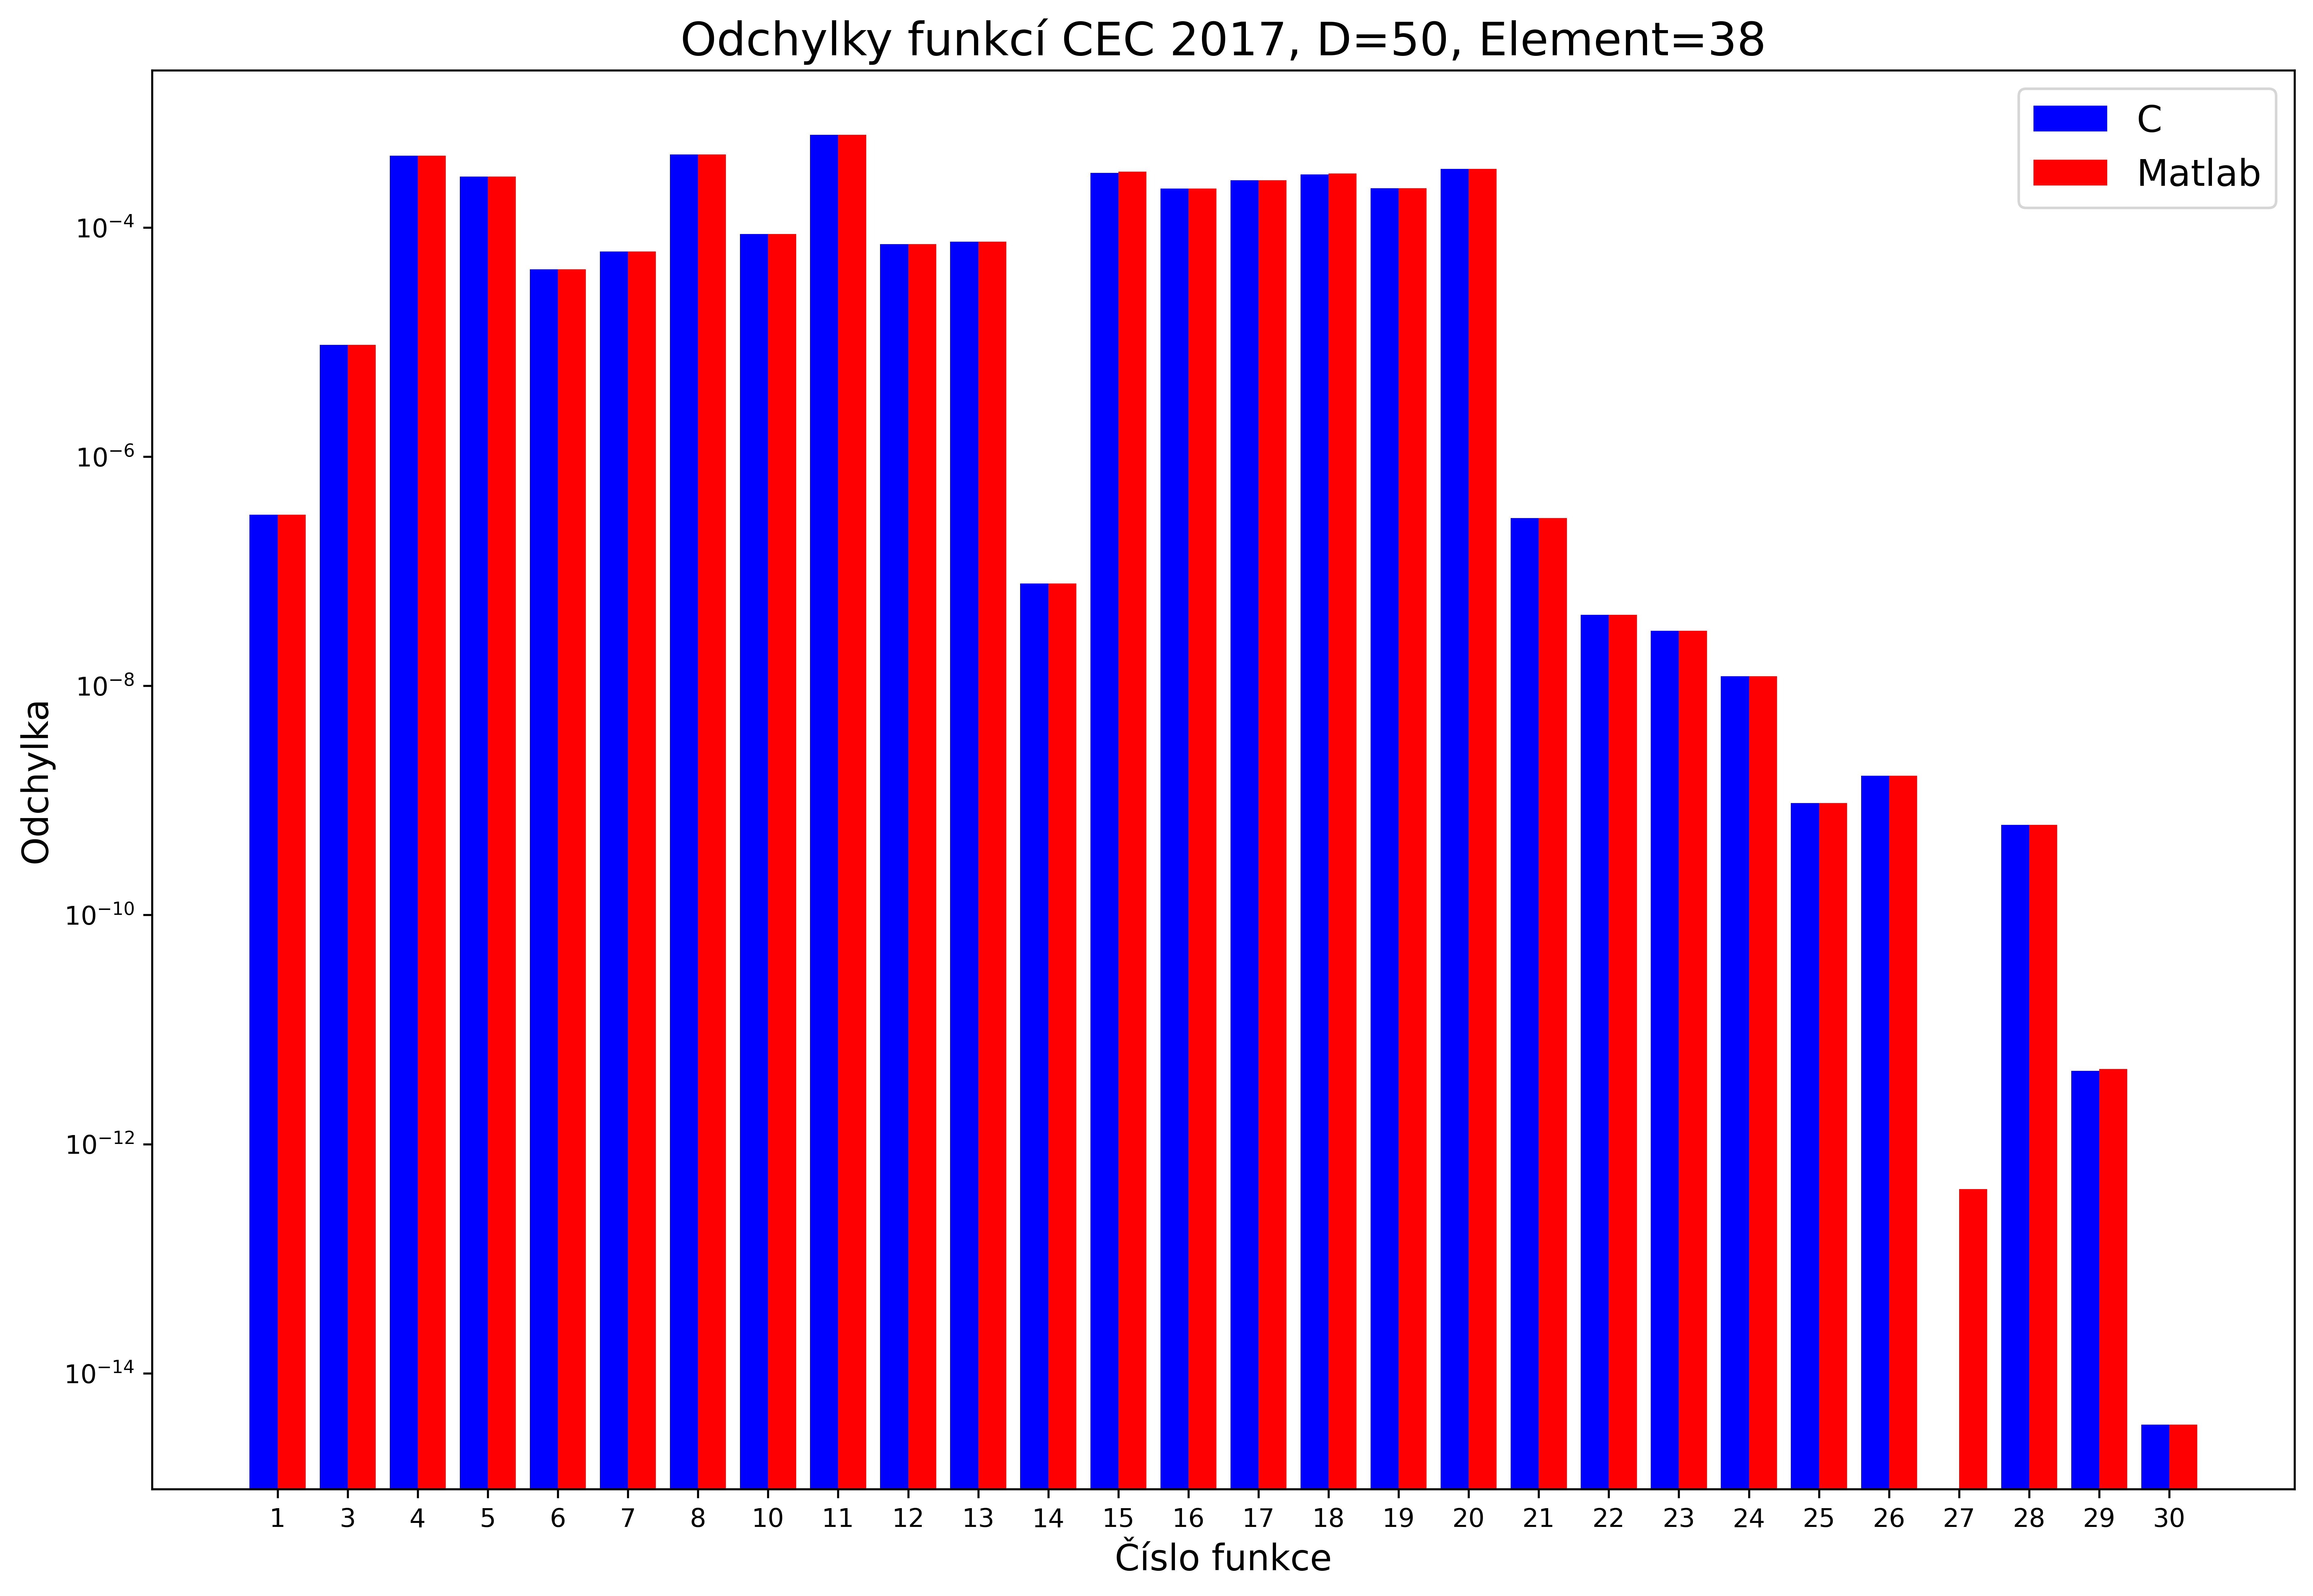 Odchylky funkcí CEC 2017, D=50, Element=38
C
Matlab
10⁻⁴
10⁻⁶
10⁻⁸
10⁻¹⁰
10⁻¹²
10⁻¹⁴
Odchylka
1 3 4 5 6 7 8 10 11 12 13 14 15 16 17 18 19 20 21 22 23 24 25 26 27 28 29 30
Číslo funkce